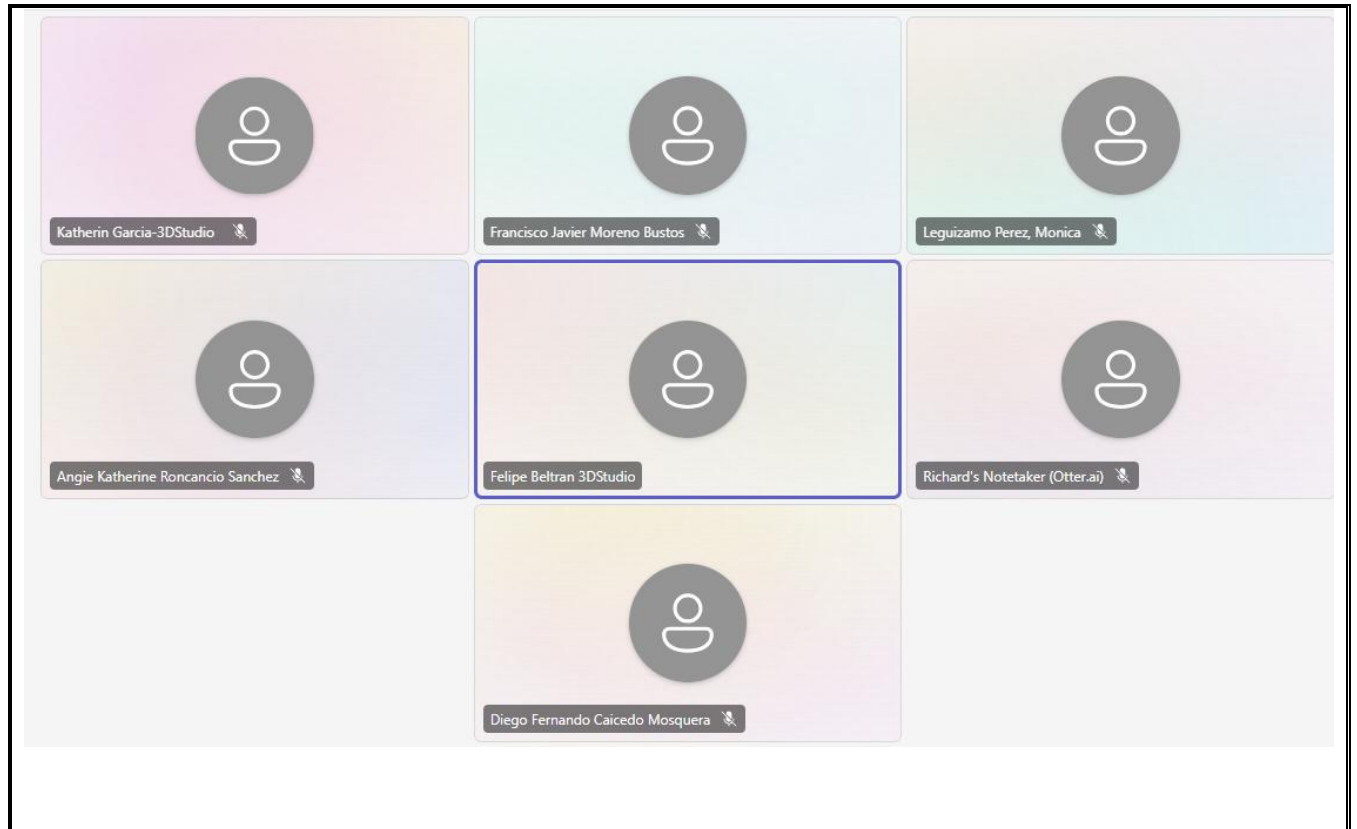 Katherin Garcia-3DStudio
Francisco Javier Moreno Bustos
Leguizamo Perez, Monica
Angie Katherine Roncancio Sanchez
Felipe Beltran 3DStudio
Richard's Notetaker (Otter.ai)
Diego Fernando Caicedo Mosquera